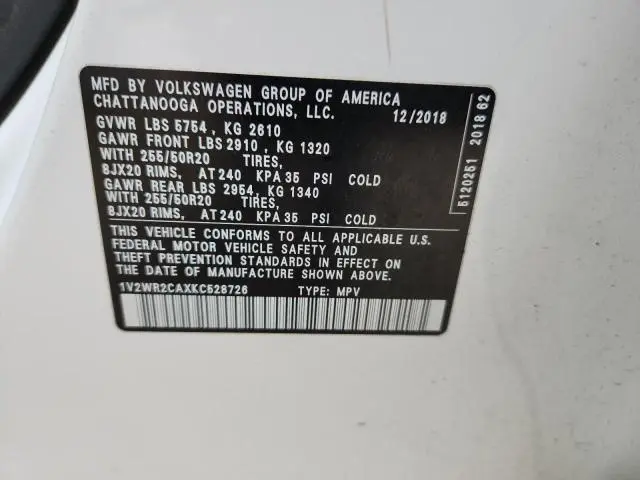 MFD BY VOLKSWAGEN GROUP OF AMERICA
CHATTANOOGA OPERATIONS, LLC. 12/2018
GVWR LBS 5754 , KG 2610
GAWR FRONT LBS 2910 , KG 1320
WITH 255/50R20 TIRES,
8JX20 RIMS, AT 240 KPA 35 PSI COLD
GAWR REAR LBS 2954, KG 1340
WITH 255/50R20 TIRES,
8JX20 RIMS, AT 240 KPA 35 PSI COLD
THIS VEHICLE CONFORMS TO ALL APPLICABLE U.S.
FEDERAL MOTOR VEHICLE SAFETY AND
THEFT PREVENTION STANDARDS IN EFFECT ON
THE DATE OF MANUFACTURE SHOWN ABOVE.
1V2WR2CAXKC528726 TYPE: MPV
5120251 2018 62